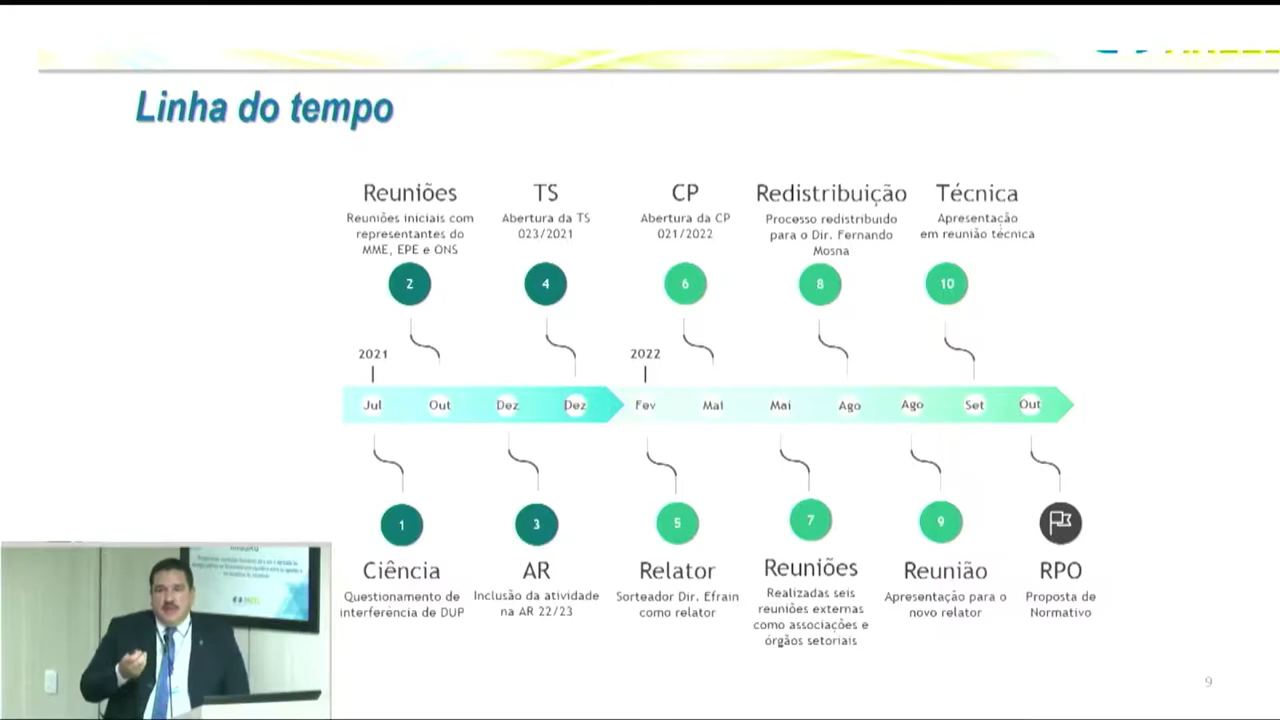 Linha do tempo
Reuniões
Reuniões iniciais com
representantes do
MME, EPE e ONS
2
TS
Abertura da TS
023/2021
4
CP
Abertura da CP
021/2022
6
Redistribuição
Processo redistribuido
para o Dir. Fernando
Mosna
8
Técnica
Apresentação
em reunião técnica
10
2021
2022
Jul
Out
Dez
Dez
Fev
Mai
Mai
Ago
Ago
Set
Out
1
Ciência
Questionamento de
interferência de DUP
3
AR
Inclusão da atividade
na AR 22/23
5
Relator
Sorteador Dir. Efrain
como relator
7
Reuniões
Realizadas seis
reuniões externas
como associações e
órgãos setoriais
9
Reunião
Apresentação para o
novo relator
RPO
Proposta de
Normativo
9